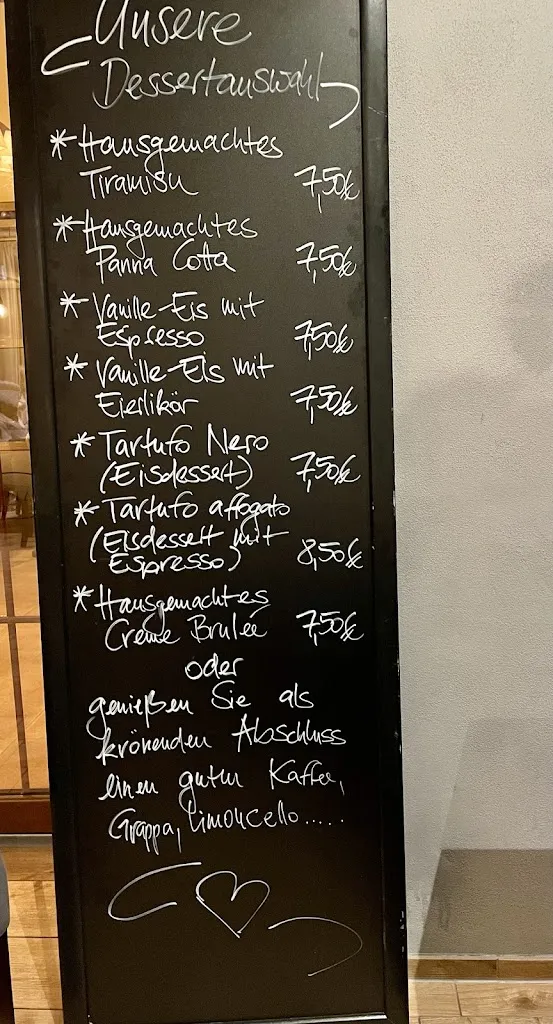 Unsere
Dessertauswahl
* Hausgemachtes
Tiramisu 7,50€
* Hausgemachtes
Panna Cotta 7,50€
* Vanille-Eis mit
Espresso 7,50€
* Vanille-Eis mit
Eierlikör 7,50€
* Tartufo Nero
(Eisdessert) 7,50€
* Tartufo affogato
(Eisdessert mit
Espresso) 8,50€
* Hausgemachtes
Creme Brulée 7,50€
oder
genießen Sie als
krönenden Abschluss
einen guten Kaffee,
Grappa, Limoncello.....